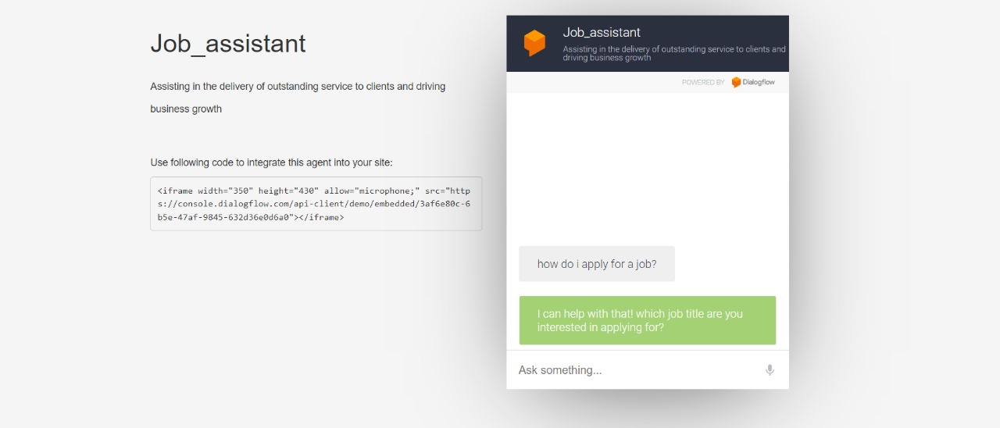 Job_assistant
Assisting in the delivery of outstanding service to clients and driving
business growth
Use following code to integrate this agent into your site:
<iframe width="350" height="430" allow="microphone;" src="http
s://console.dialogflow.com/api-client/demo/embedded/3af6e80c-6
b5e-47af-9845-632d36e0d6a0"></iframe>
Job_assistant
Assisting in the delivery of outstanding service to clients and
driving business growth
POWERED BY Dialogflow
how do i apply for a job?
I can help with that! which job title are you
interested in applying for?
Ask something...